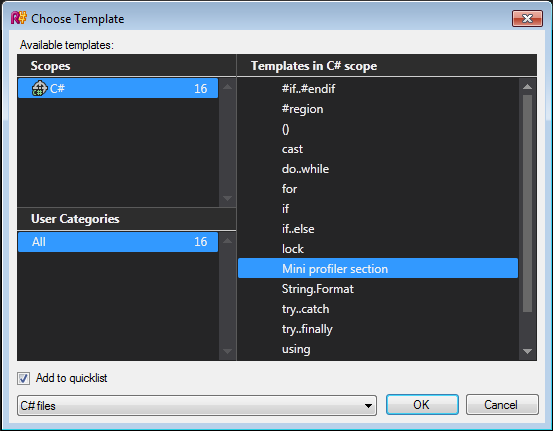 R# Choose Template
Available templates:
Scopes
C# 16
User Categories
All 16
Templates in C# scope
#if..#endif
#region
()
cast
do..while
for
if
if..else
lock
Mini profiler section
String.Format
try..catch
try..finally
using
Add to quicklist
C# files
OK
Cancel